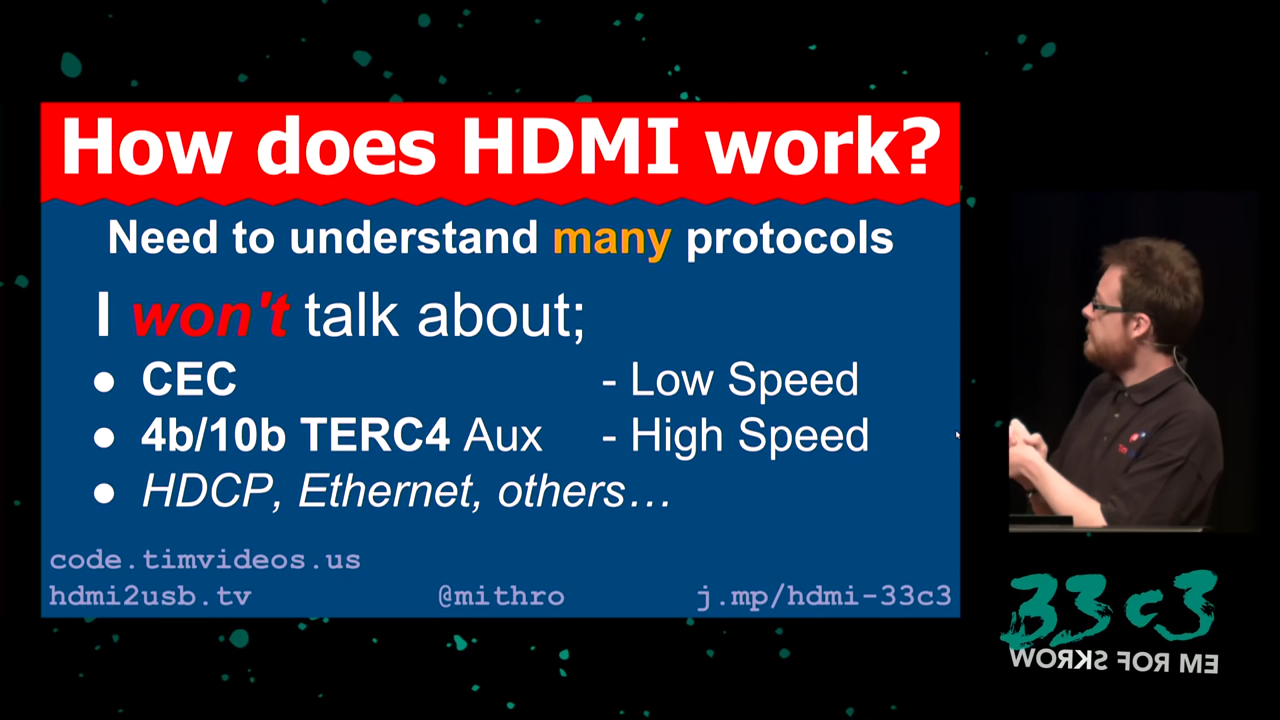 How does HDMI work?
Need to understand many protocols
I won't talk about;
● CEC - Low Speed
● 4b/10b TERC4 Aux - High Speed
● HDCP, Ethernet, others…
code.timvideos.us
hdmi2usb.tv @mithro j.mp/hdmi-33c3
33c3
WORKS FOR ME